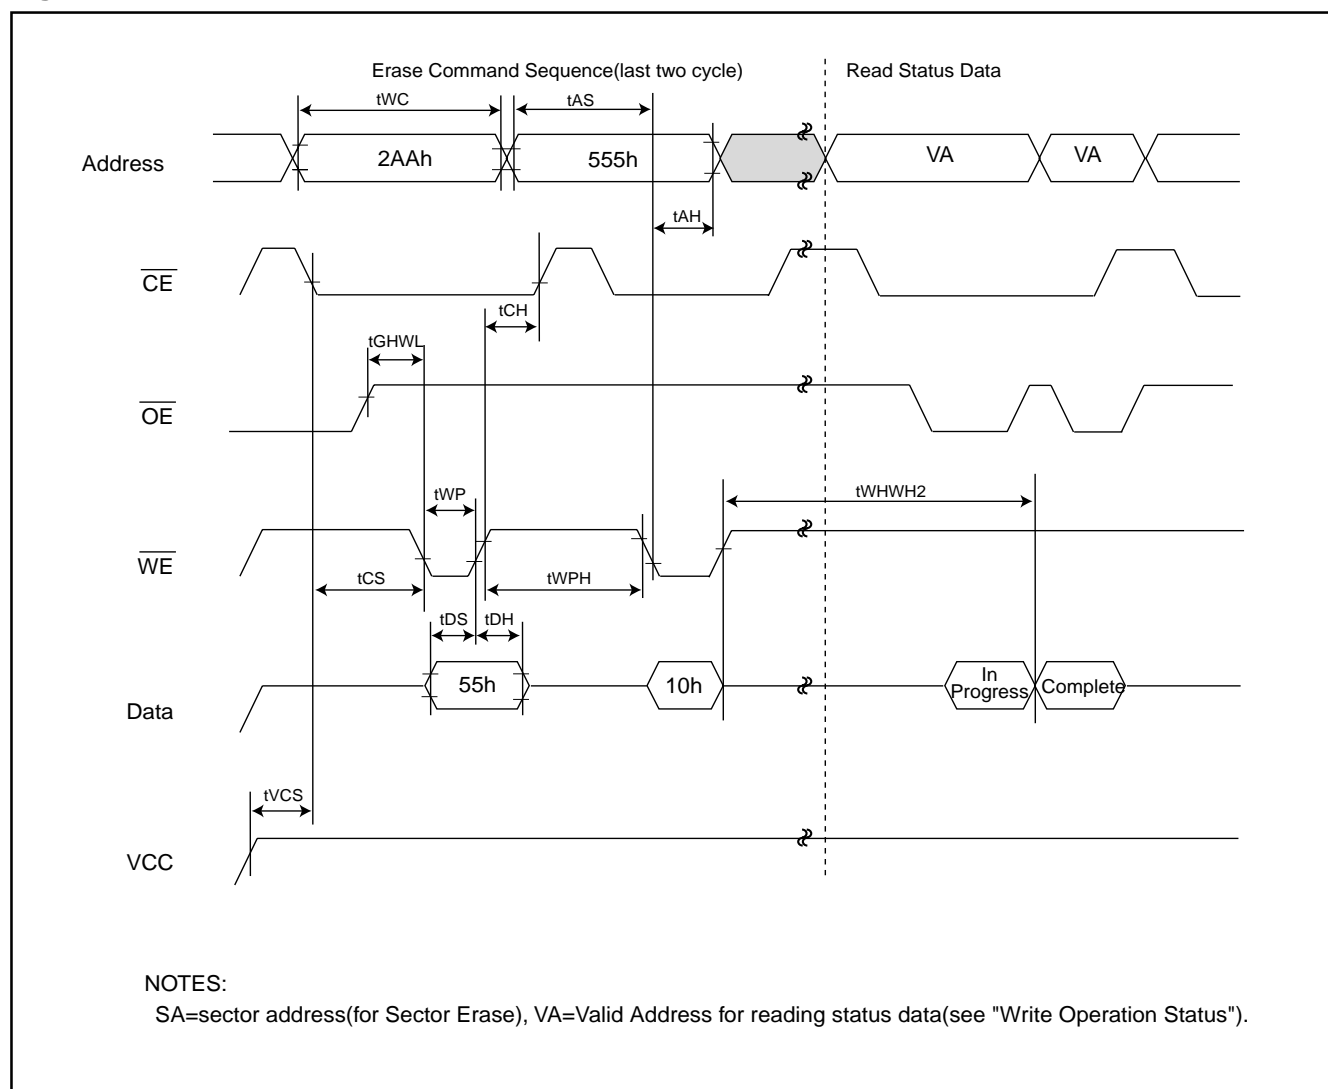 Erase Command Sequence(last two cycle)
Read Status Data
tWC
tAS
Address
2AAh
555h
VA
VA
tAH
CE
tCH
tGHWL
OE
tWP
tWHWH2
WE
tCS
tWPH
tDS
tDH
Data
55h
10h
In
Progress
Complete
tVCS
VCC
NOTES:
SA=sector address(for Sector Erase), VA=Valid Address for reading status data(see "Write Operation Status").